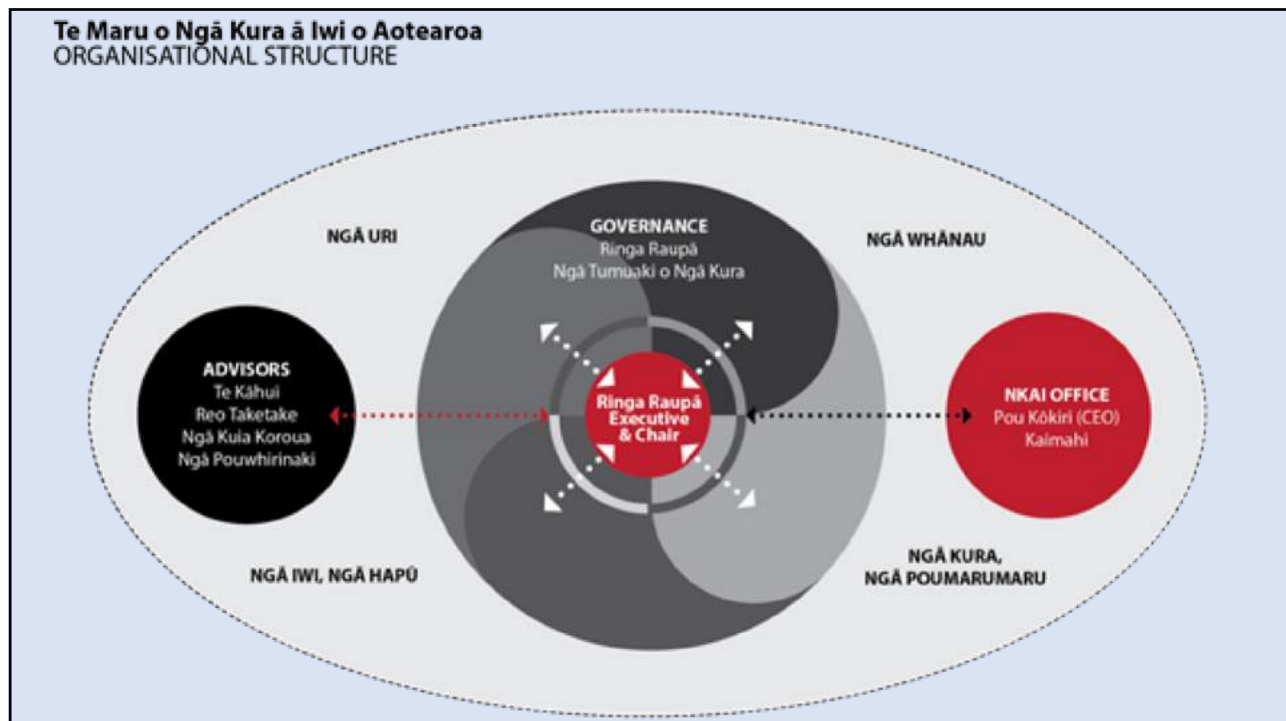 Te Maru o Ngā Kura ā Iwi o Aotearoa
ORGANISATIONAL STRUCTURE
NGĀ URI
GOVERNANCE
Ringa Raupā
Ngā Tumuaki o Ngā Kura
NGĀ WHĀNAU
ADVISORS
Te Kāhui
Reo Taketake
Ngā Kuia Koroua
Ngā Pouwhirinaki
Ringa Raupā
Executive
& Chair
NKAI OFFICE
Pou Kōkiri (CEO)
Kaimahi
NGĀ IWI, NGĀ HAPŪ
NGĀ KURA,
NGĀ POUMARUMARU